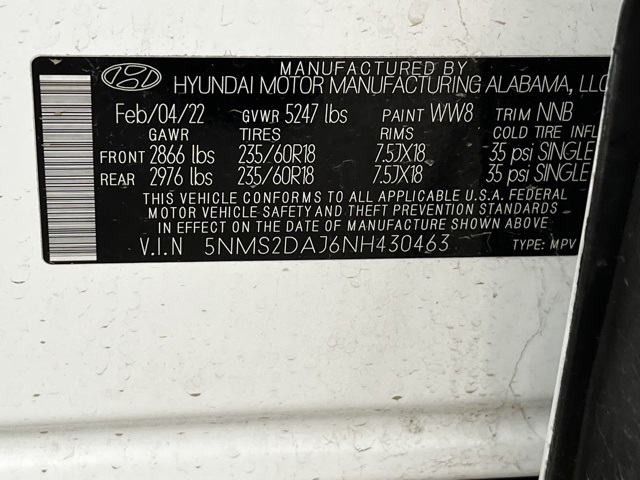 MANUFACTURED BY
HYUNDAI MOTOR MANUFACTURING ALABAMA, LLC
Feb/04/22 GVWR 5247 lbs PAINT WW8 TRIM NNB
GAWR TIRES RIMS COLD TIRE INFL
FRONT 2866 lbs 235/60R18 7.5JX18 35 psi SINGLE
REAR 2976 lbs 235/60R18 7.5JX18 35 psi SINGLE
THIS VEHICLE CONFORMS TO ALL APPLICABLE U.S.A. FEDERAL
MOTOR VEHICLE SAFETY AND THEFT PREVENTION STANDARDS
IN EFFECT ON THE DATE OF MANUFACTURE SHOWN ABOVE.
V.I.N 5NMS2DAJ6NH430463 TYPE: MPV